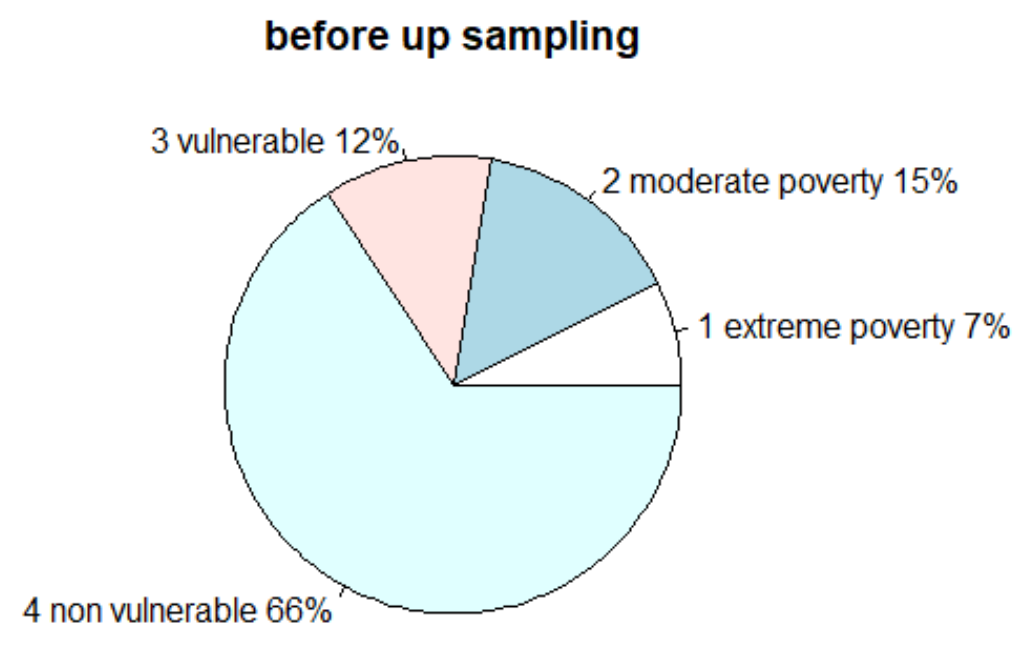 before up sampling
3 vulnerable 12%
2 moderate poverty 15%
1 extreme poverty 7%
4 non vulnerable 66%